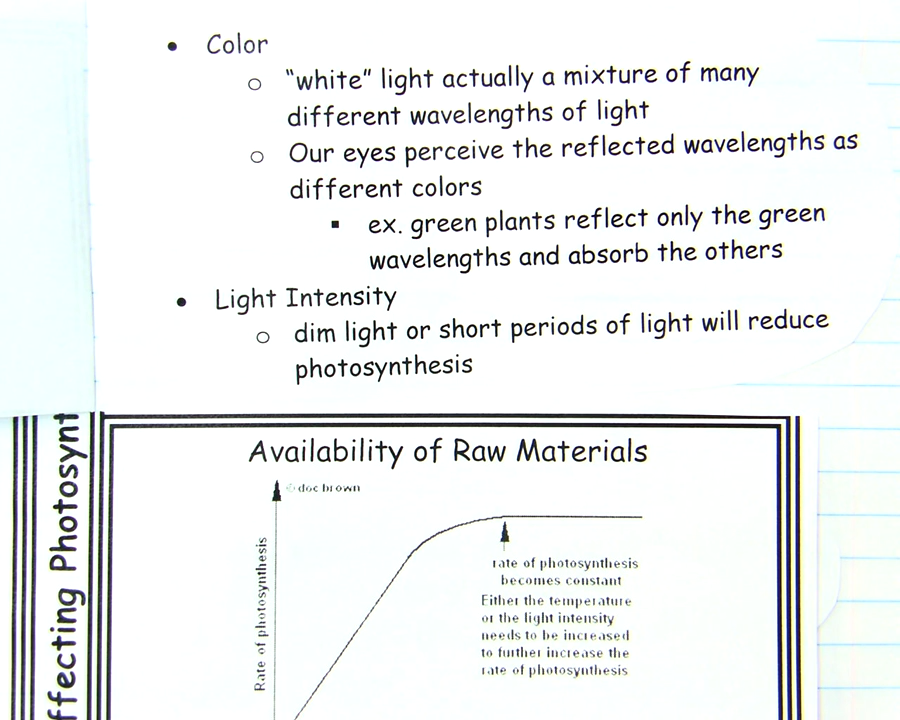 • Color
o "white" light actually a mixture of many
different wavelengths of light
o Our eyes perceive the reflected wavelengths as
different colors
▪ ex. green plants reflect only the green
wavelengths and absorb the others
• Light Intensity
o dim light or short periods of light will reduce
photosynthesis
ffecting Photosynt
Availability of Raw Materials
© doc brown
Rate of photosynthesis
rate of photosynthesis
becomes constant
Either the temperature
or the light intensity
needs to be increased
to further increase the
rate of photosynthesis